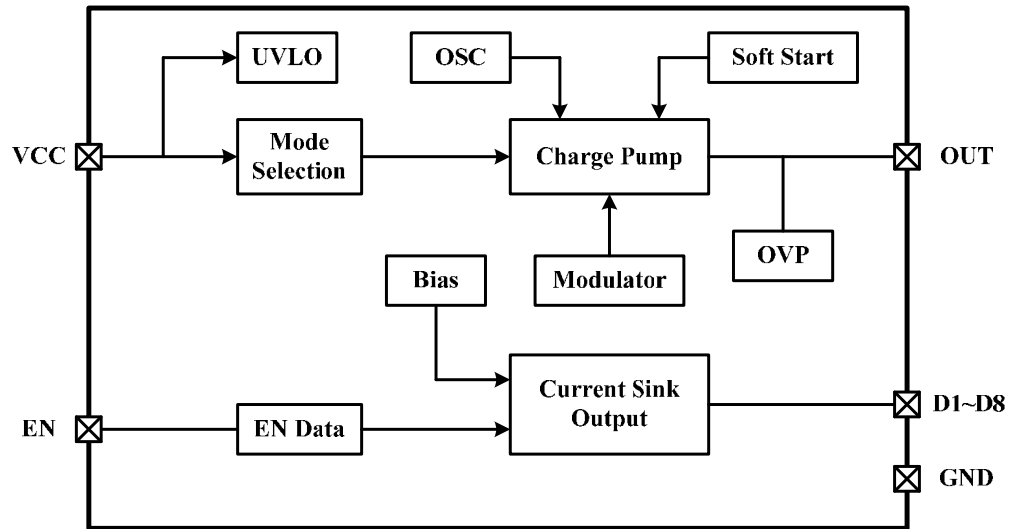 UVLO
OSC
Soft Start
VCC
Mode
Selection
Charge Pump
OUT
OVP
Bias
Modulator
Current Sink
Output
D1~D8
EN
EN Data
GND